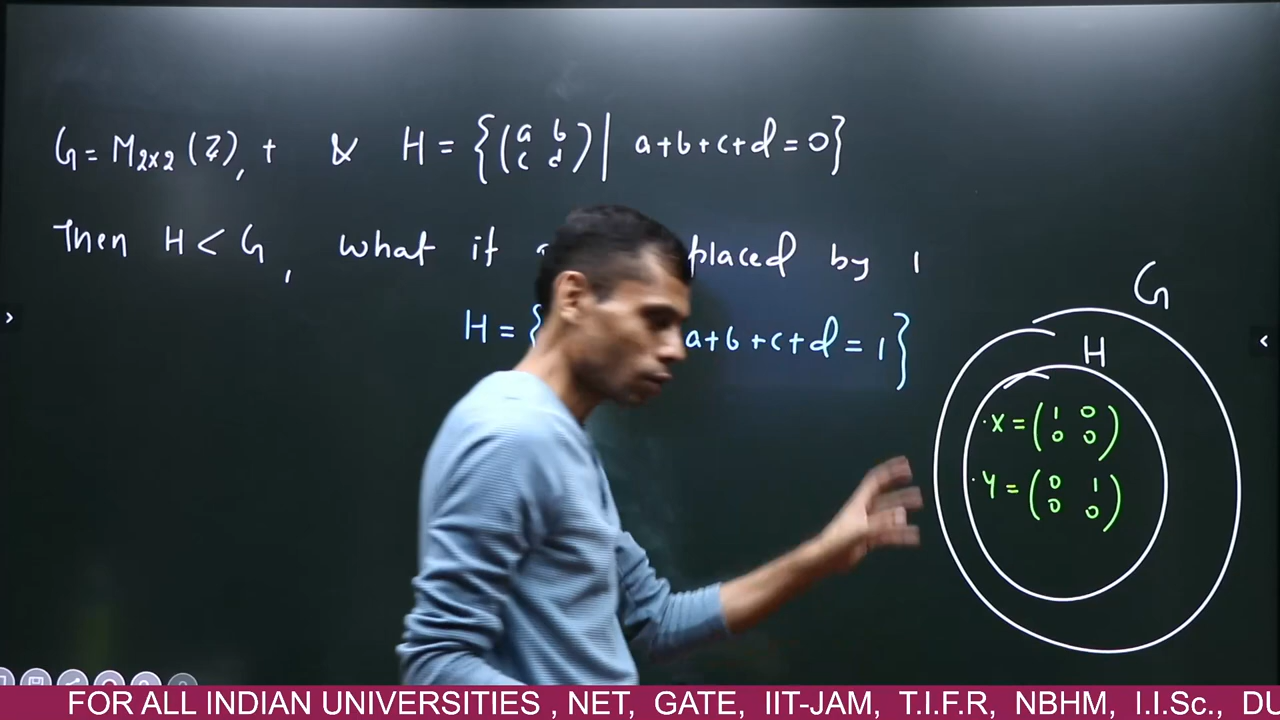 G = M₂ₓ₂ (ℤ), + & H = {(a b c d) | a+b+c+d = 0}
Then H < G, what if placed by 1
H = { a+b+c+d = 1}
G
H
X = (1 0 0 0)
Y = (0 1 0 0)
FOR ALL INDIAN UNIVERSITIES , NET, GATE, IIT-JAM, T.I.F.R, NBHM, I.I.Sc., DU